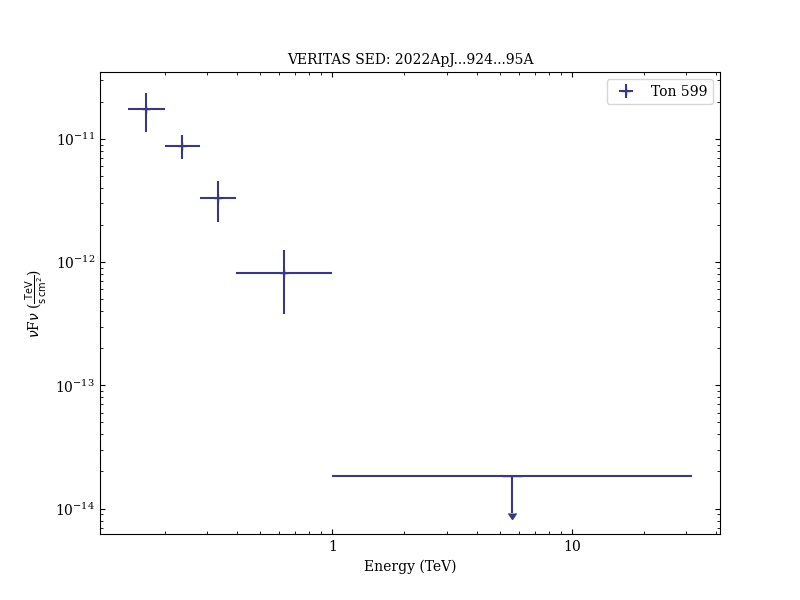 VERITAS SED: 2022ApJ...924...95A
Ton 599
10⁻¹¹
10⁻¹²
10⁻¹³
10⁻¹⁴
νFν (TeV / s cm²)
1
10
Energy (TeV)